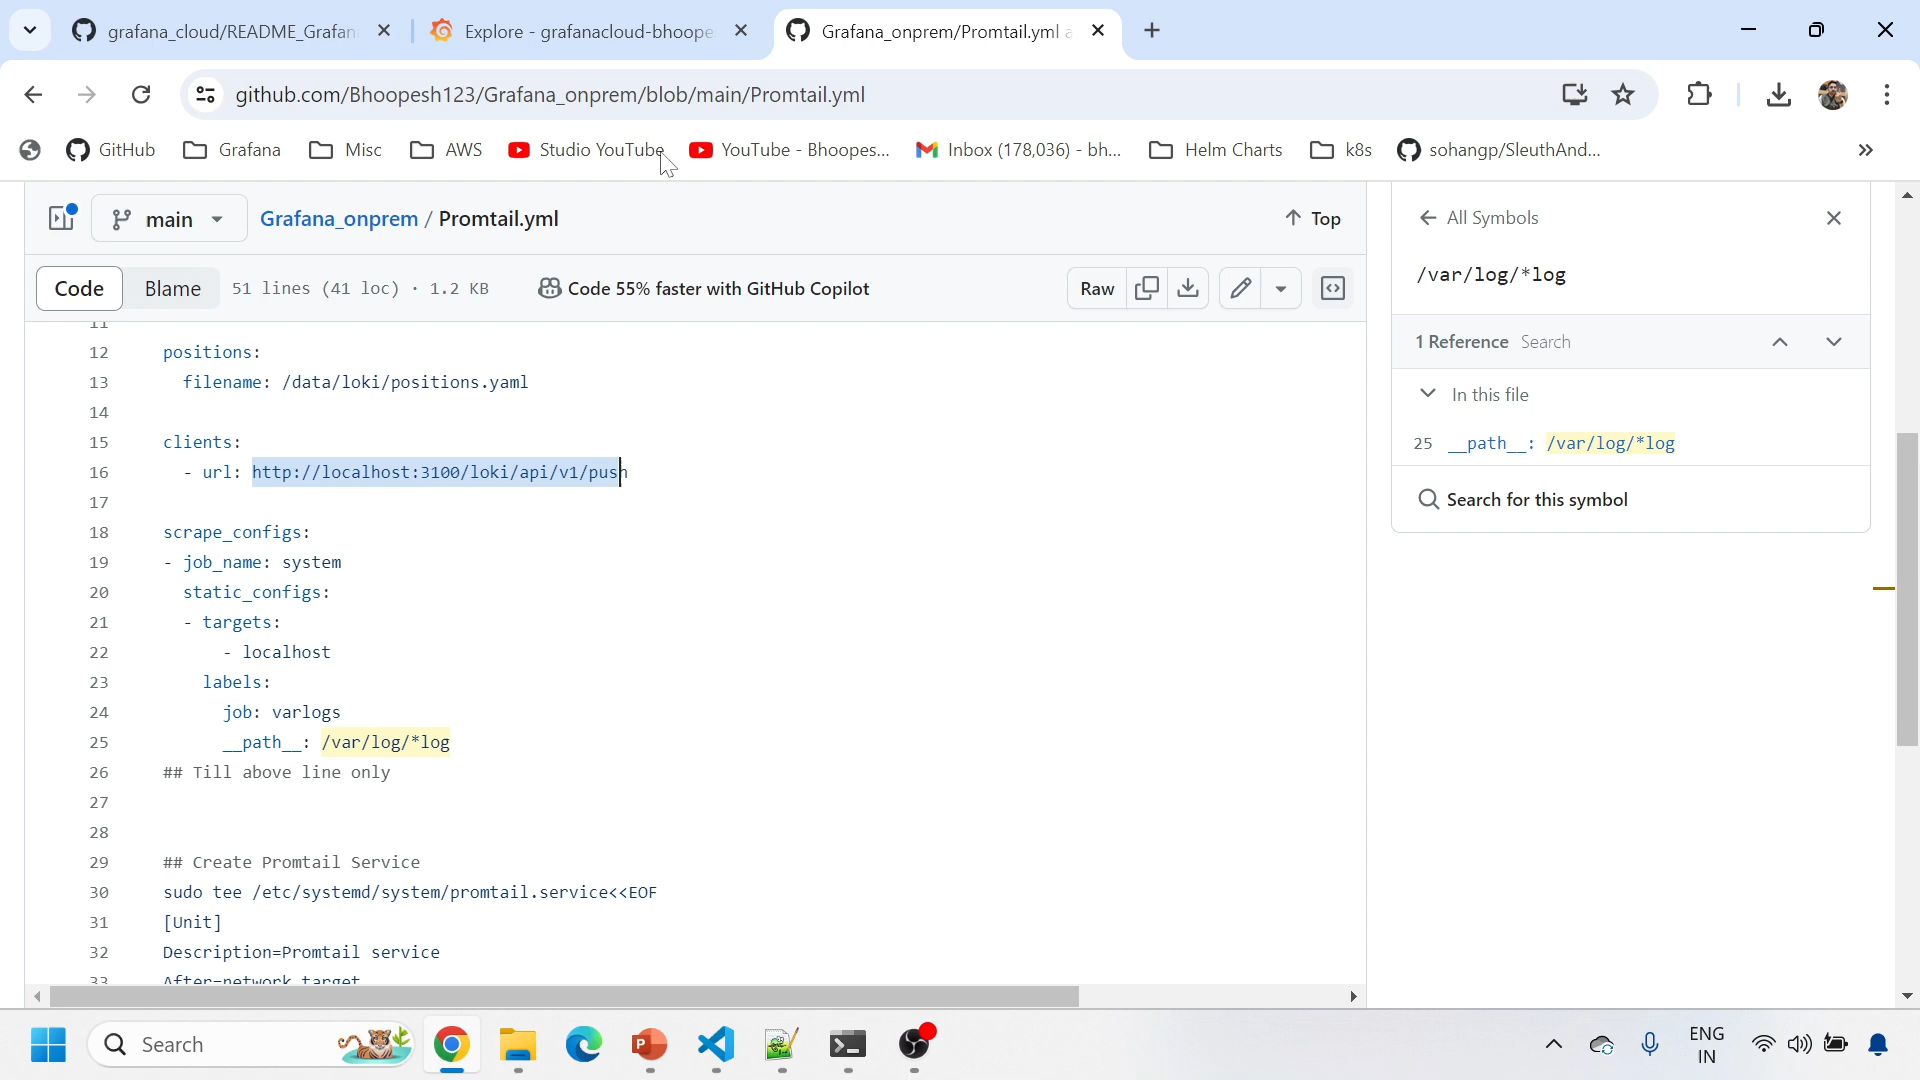 grafana_cloud/README_Grafan
Explore - grafanacloud-bhoope
Grafana_onprem/Promtail.yml a
github.com/Bhoopesh123/Grafana_onprem/blob/main/Promtail.yml
GitHub
Grafana
Misc
AWS
Studio YouTube
YouTube - Bhoopes...
Inbox (178,036) - bh...
Helm Charts
k8s
sohangp/SleuthAnd...
main
Grafana_onprem / Promtail.yml
Top
Code
Blame
51 lines (41 loc) · 1.2 KB
Code 55% faster with GitHub Copilot
Raw
11
12 positions:
13 filename: /data/loki/positions.yaml
14
15 clients:
16 - url: http://localhost:3100/loki/api/v1/push
17
18 scrape_configs:
19 - job_name: system
20 static_configs:
21 - targets:
22 - localhost
23 labels:
24 job: varlogs
25 __path__: /var/log/*log
26 ## Till above line only
27
28
29 ## Create Promtail Service
30 sudo tee /etc/systemd/system/promtail.service<<EOF
31 [Unit]
32 Description=Promtail service
33 After=network.target
All Symbols
/var/log/*log
1 Reference Search
In this file
25 __path__: /var/log/*log
Search for this symbol
Search
ENG
IN